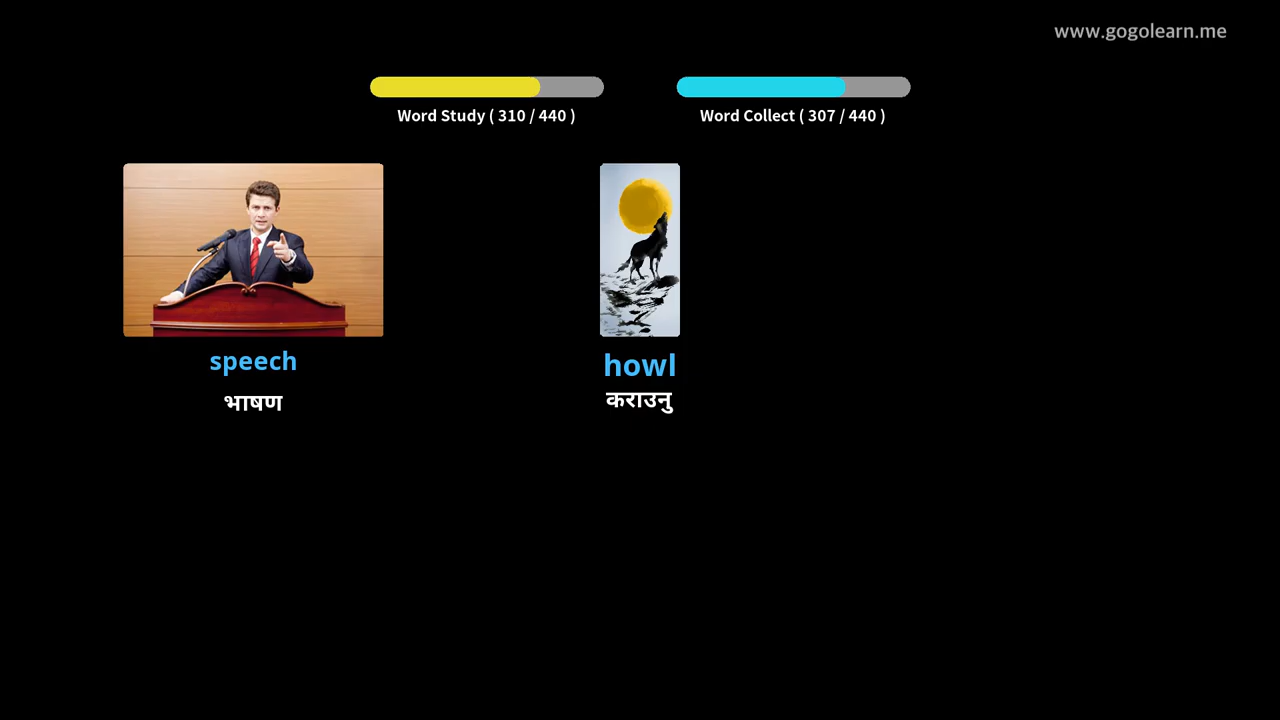 www.gogolearn.me
Word Study ( 310 / 440 )
Word Collect ( 307 / 440 )
speech
भाषण
howl
कराउनु